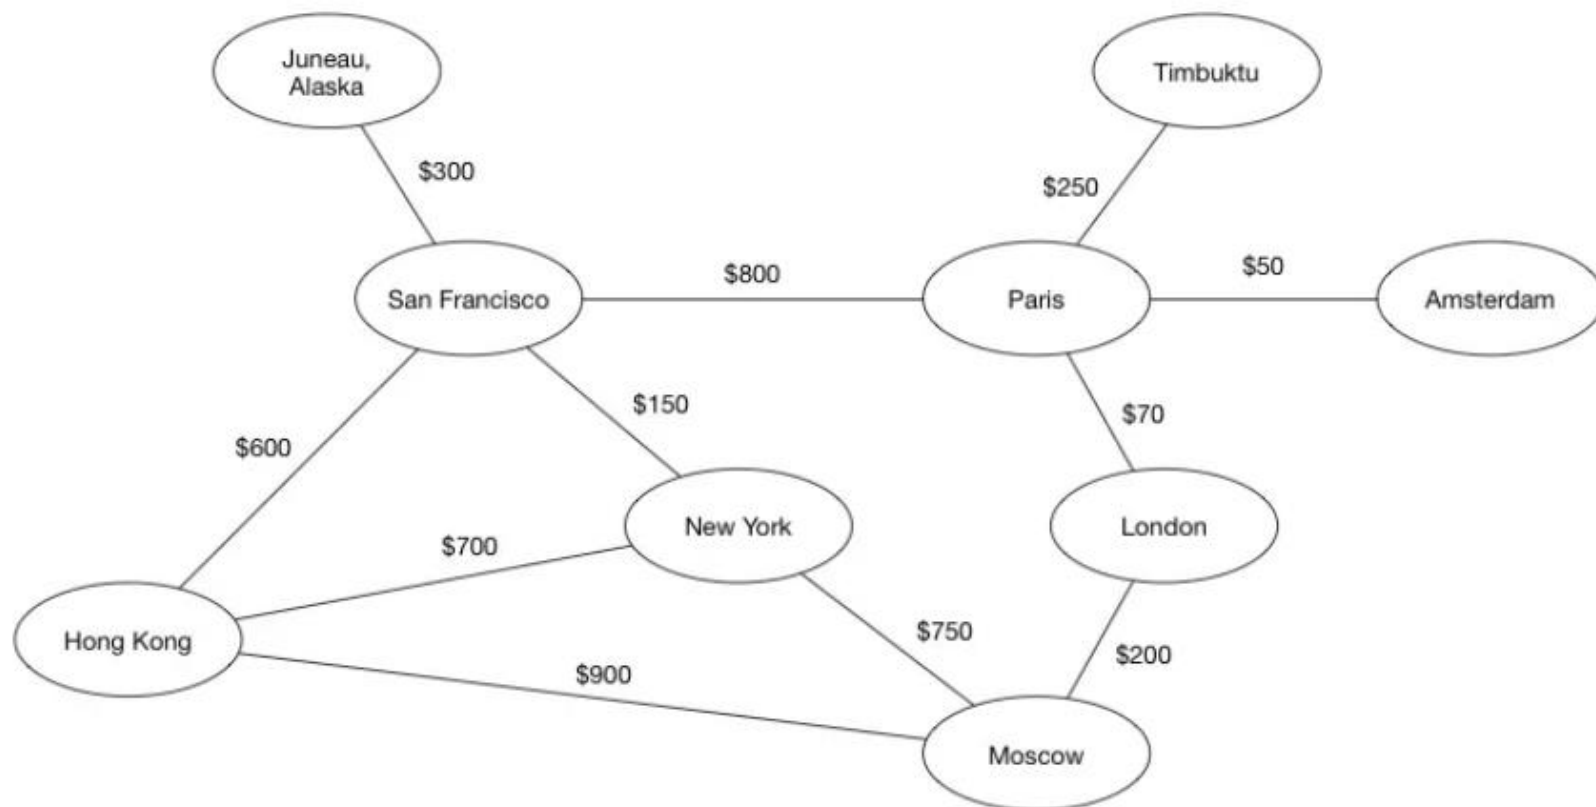 Juneau,
Alaska
Timbuktu
$300
$250
San Francisco
$800
Paris
$50
Amsterdam
$150
$70
$600
New York
London
$700
Hong Kong
$750
$200
$900
Moscow